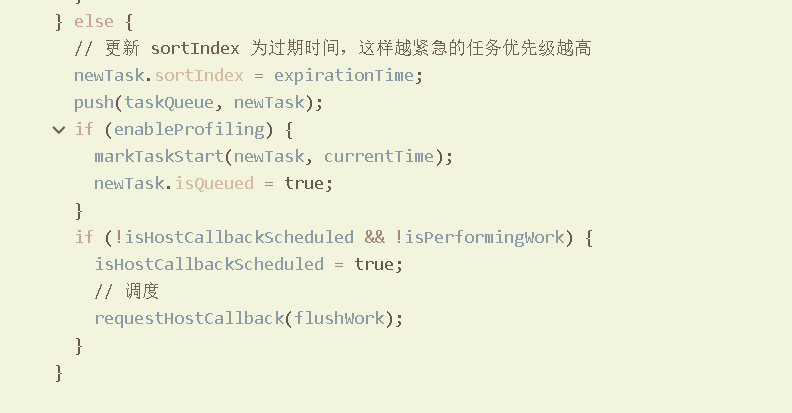 }
} else {
// 更新 sortIndex 为过期时间，这样越紧急的任务优先级越高
newTask.sortIndex = expirationTime;
push(taskQueue, newTask);
if (enableProfiling) {
markTaskStart(newTask, currentTime);
newTask.isQueued = true;
}
if (!isHostCallbackScheduled && !isPerformingWork) {
isHostCallbackScheduled = true;
// 调度
requestHostCallback(flushWork);
}
}